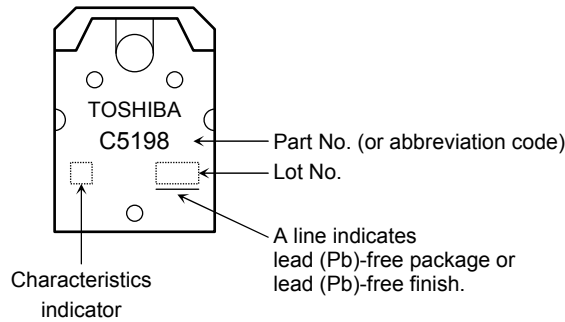 TOSHIBA
C5198
Part No. (or abbreviation code)
Lot No.
A line indicates
lead (Pb)-free package or
lead (Pb)-free finish.
Characteristics
indicator